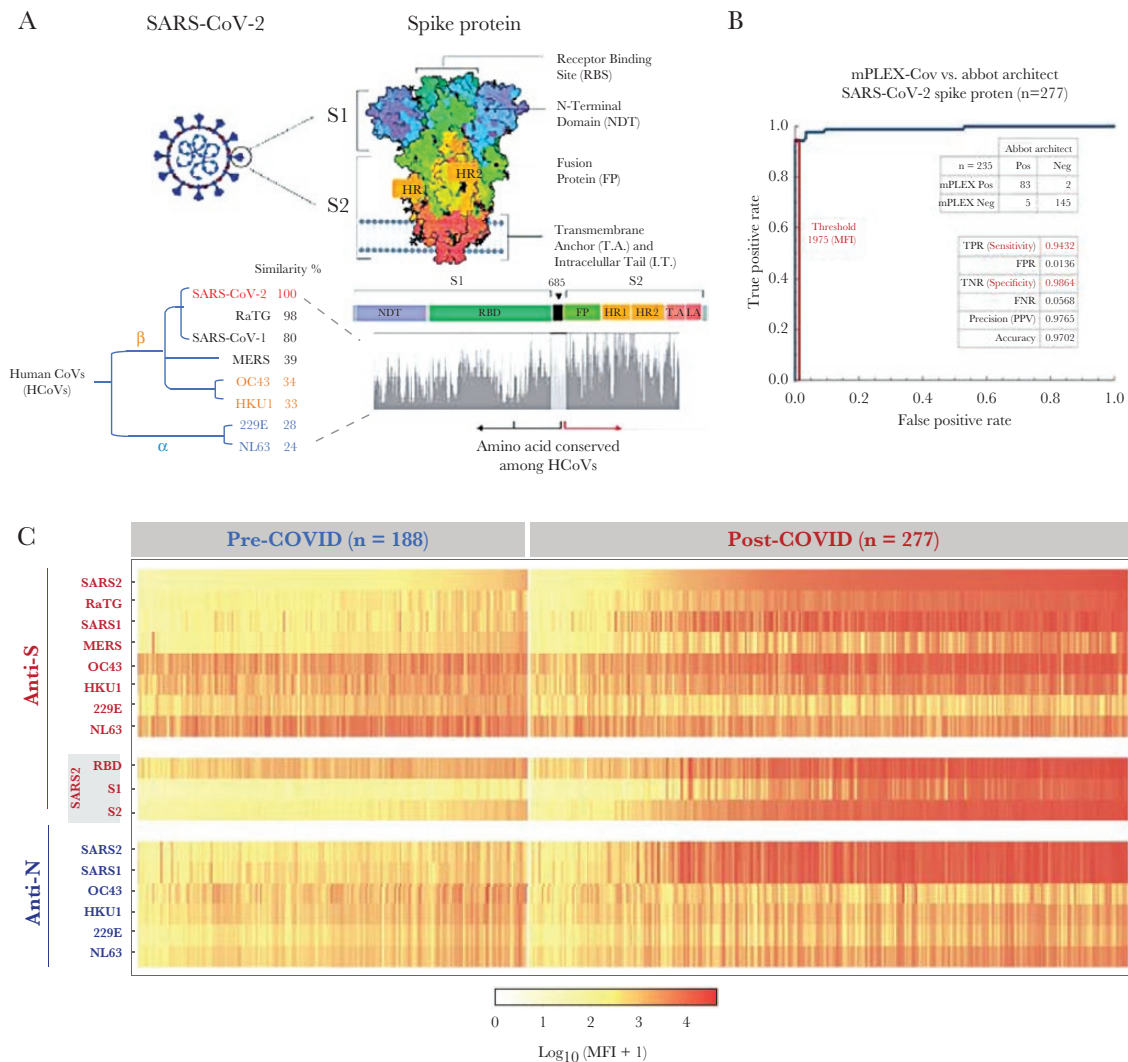 A
SARS-CoV-2
Spike protein
S1
S2
HR1
HR2
Receptor Binding
Site (RBS)
N-Terminal
Domain (NDT)
Fusion
Protein (FP)
Transmembrane
Anchor (T.A.) and
Intracelullar Tail (I.T.)
Similarity %
SARS-CoV-2 100
RaTG 98
SARS-CoV-1 80
MERS 39
OC43 34
HKU1 33
229E 28
NL63 24
β
α
Human CoVs
(HCoVs)
S1 685 S2
NDT RBD FP HR1 HR2 T.A I.A
Amino acid conserved
among HCoVs
B
mPLEX-Cov vs. abbot architect
SARS-CoV-2 spike proten (n=277)
True positive rate
1.0
0.8
0.6
0.4
0.2
0.0
0.0 0.2 0.4 0.6 0.8 1.0
False positive rate
Threshold
1975 (MFI)
Abbot architect
n = 235 Pos Neg
mPLEX Pos 83 2
mPLEX Neg 5 145
TPR (Sensitivity) 0.9432
FPR 0.0136
TNR (Specificity) 0.9864
FNR 0.0568
Precision (PPV) 0.9765
Accuracy 0.9702
C
Pre-COVID (n = 188)
Post-COVID (n = 277)
Anti-S
SARS2
RaTG
SARS1
MERS
OC43
HKU1
229E
NL63
SARS2
RBD
S1
S2
Anti-N
SARS2
SARS1
OC43
HKU1
229E
NL63
0 1 2 3 4
Log10 (MFI + 1)